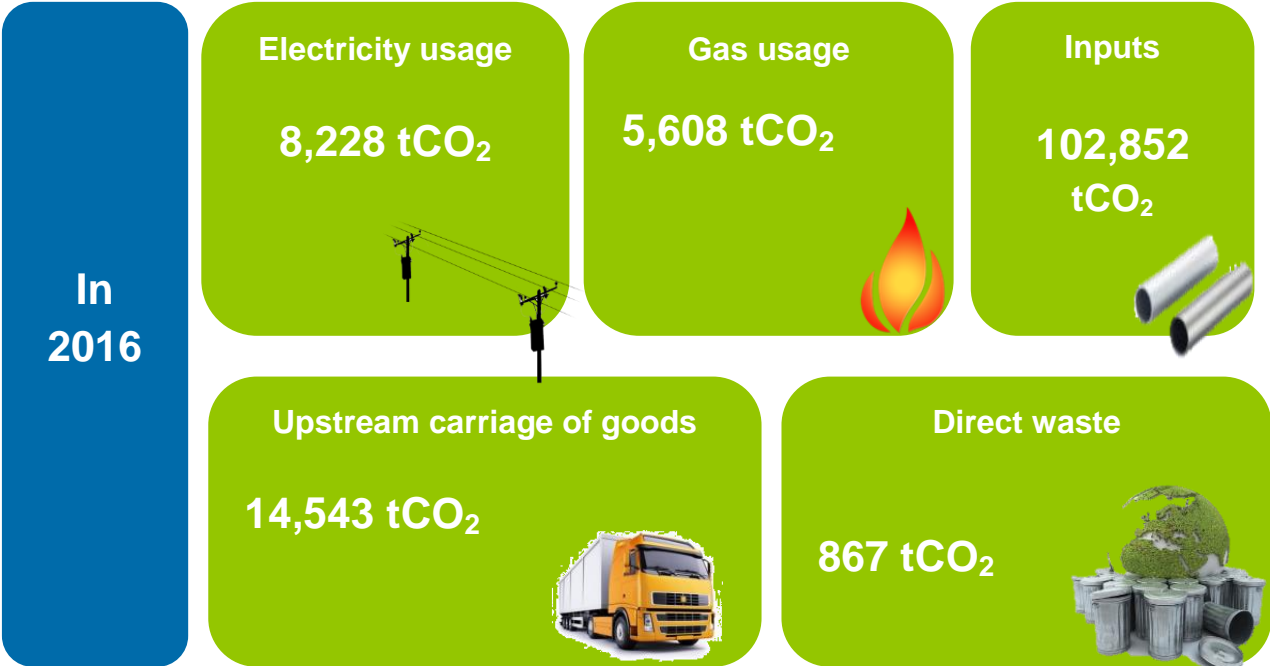 In
2016
Electricity usage
8,228 tCO₂
Gas usage
5,608 tCO₂
Inputs
102,852
tCO₂
Upstream carriage of goods
14,543 tCO₂
Direct waste
867 tCO₂